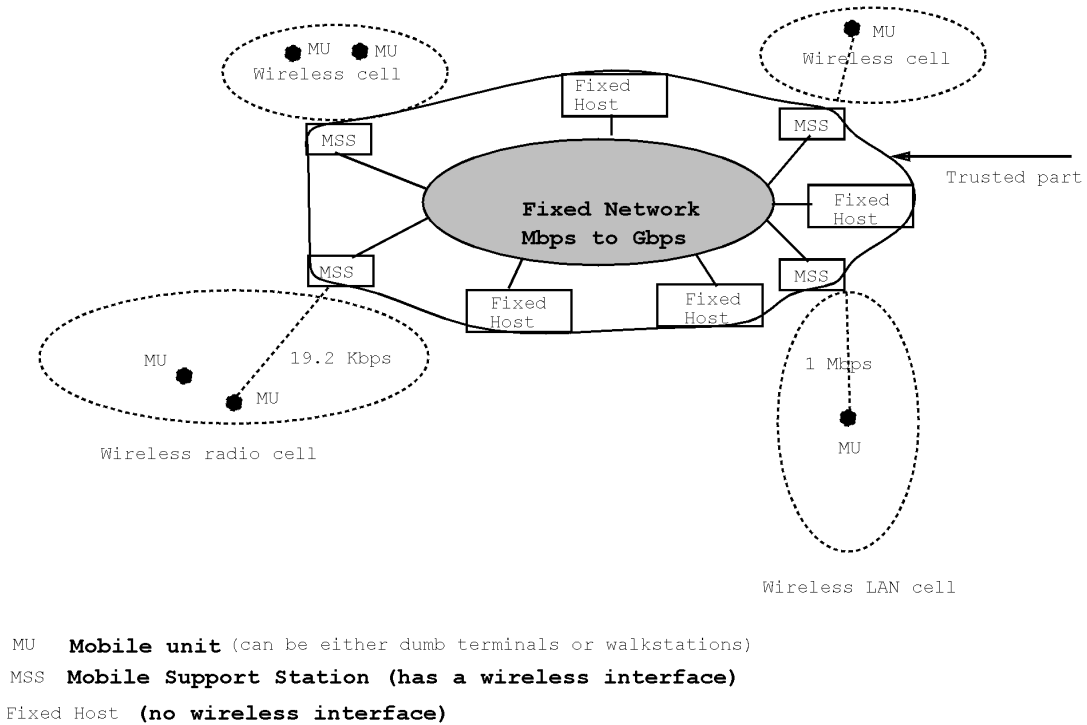 MU
MU
Wireless cell
MU
Wireless cell
Fixed
Host
MSS
MSS
Trusted part
Fixed Network
Mbps to Gbps
Fixed
Host
MSS
MSS
Fixed
Host
Fixed
Host
19.2 Kbps
MU
MU
Wireless radio cell
1 Mbps
MU
Wireless LAN cell
MU Mobile unit (can be either dumb terminals or walkstations)
MSS Mobile Support Station (has a wireless interface)
Fixed Host (no wireless interface)